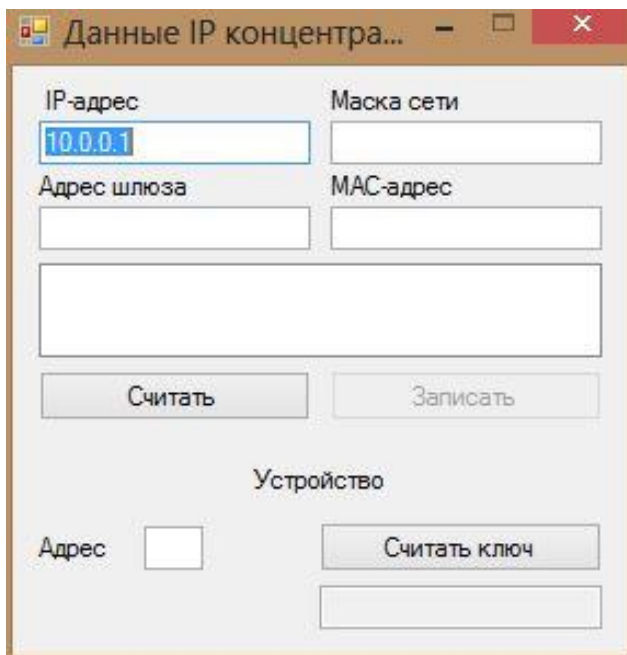 Данные IP концентра...
IP-адрес
Маска сети
10.0.0.1
Адрес шлюза
MAC-адрес
Считать
Записать
Устройство
Адрес
Считать ключ